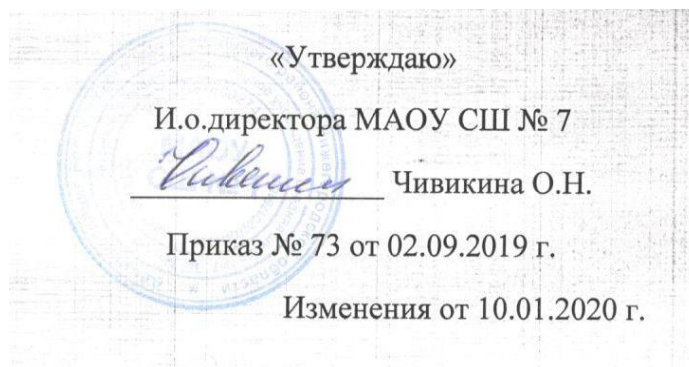 «Утверждаю»
И.о.директора МАОУ СШ № 7
Чивикина О.Н.
Приказ № 73 от 02.09.2019 г.
Изменения от 10.01.2020 г.